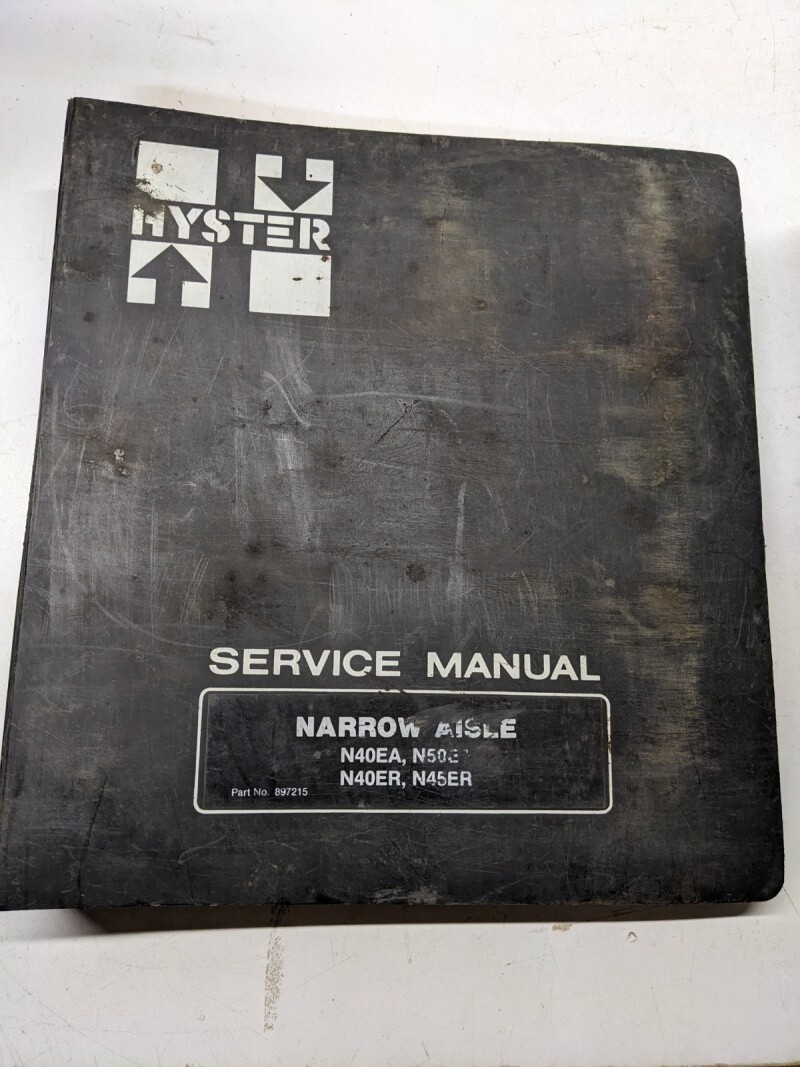 HYSTER
SERVICE MANUAL
NARROW AISLE
N40EA,
N40ER, N45ER
Part No. 897215